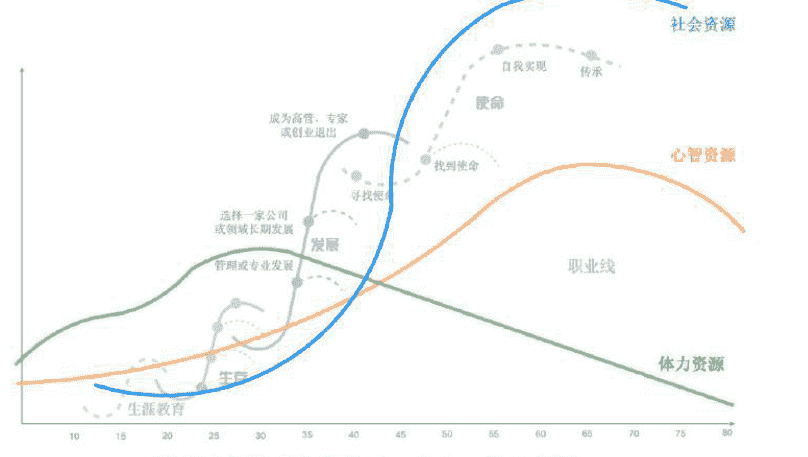 社会资源
自我实现
传承
使命
成为高管、专家
或创业退出
心智资源
找到使命
寻找使命
选择一家公司
或领域长期发展
发展
管理或专业发展
职业线
体力资源
生存
生涯教育
10 15 20 25 30 35 40 45 50 55 60 65 70 75 80